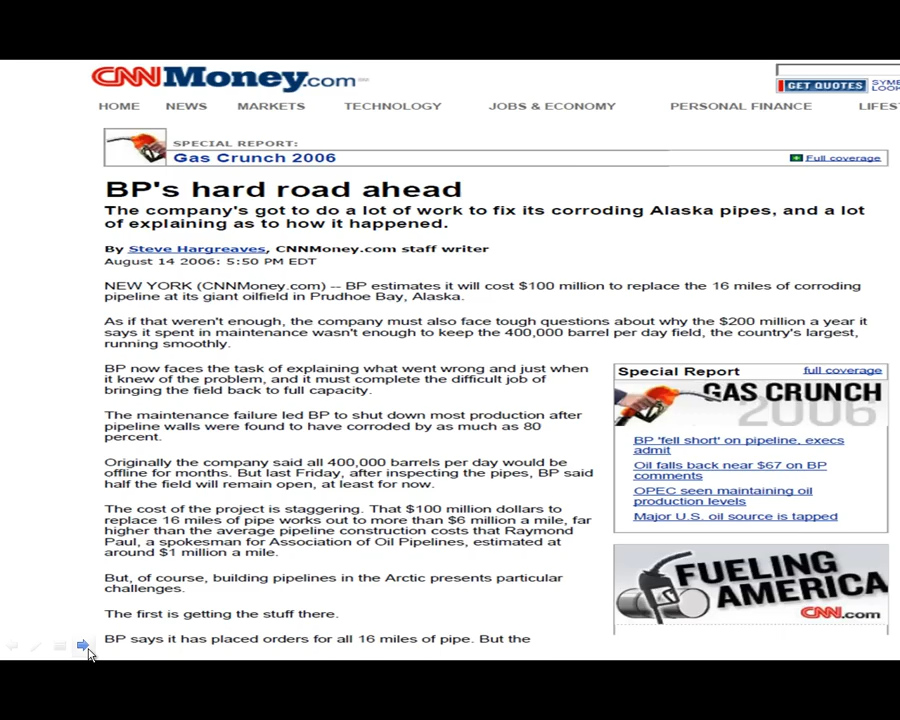 CNNMoney.com
GET QUOTES
HOME NEWS MARKETS TECHNOLOGY JOBS & ECONOMY PERSONAL FINANCE
SPECIAL REPORT:
Gas Crunch 2006
Full coverage
BP's hard road ahead
The company's got to do a lot of work to fix its corroding Alaska pipes, and a lot
of explaining as to how it happened.
By Steve Hargreaves, CNNMoney.com staff writer
August 14 2006: 5:50 PM EDT
NEW YORK (CNNMoney.com) -- BP estimates it will cost $100 million to replace the 16 miles of corroding
pipeline at its giant oilfield in Prudhoe Bay, Alaska.
As if that weren't enough, the company must also face tough questions about why the $200 million a year it
says it spent in maintenance wasn't enough to keep the 400,000 barrel per day field, the country's largest,
running smoothly.
BP now faces the task of explaining what went wrong and just when
it knew of the problem, and it must complete the difficult job of
bringing the field back to full capacity.
The maintenance failure led BP to shut down most production after
pipeline walls were found to have corroded by as much as 80
percent.
Originally the company said all 400,000 barrels per day would be
offline for months. But last Friday, after inspecting the pipes, BP said
half the field will remain open, at least for now.
The cost of the project is staggering. That $100 million dollars to
replace 16 miles of pipe works out to more than $6 million a mile, far
higher than the average pipeline construction costs that Raymond
Paul, a spokesman for Association of Oil Pipelines, estimated at
around $1 million a mile.
But, of course, building pipelines in the Arctic presents particular
challenges.
The first is getting the stuff there.
BP says it has placed orders for all 16 miles of pipe. But the
Special Report full coverage
GAS CRUNCH
2006
BP 'fell short' on pipeline, execs
admit
Oil falls back near $67 on BP
comments
OPEC seen maintaining oil
production levels
Major U.S. oil source is tapped
FUELING
AMERICA
CNN.com